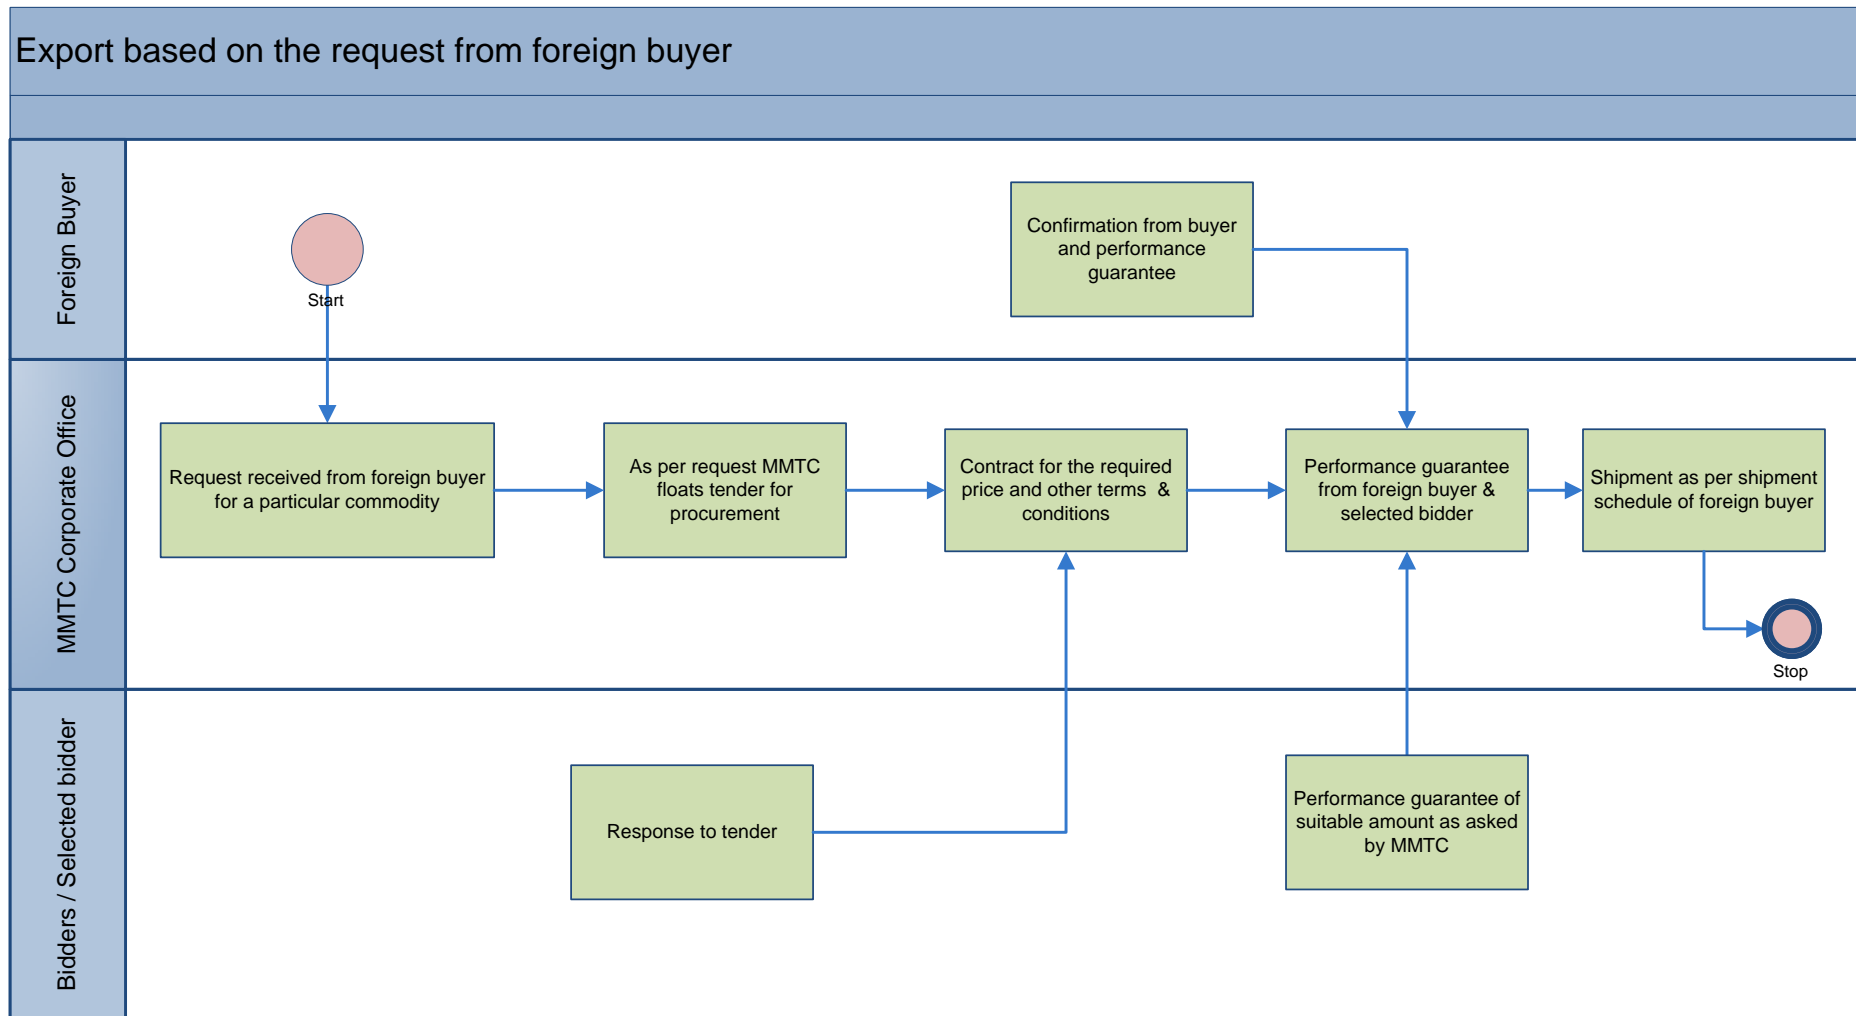 Export based on the request from foreign buyer
Foreign Buyer
Start
Confirmation from buyer
and performance
guarantee
MMTC Corporate Office
Request received from foreign buyer
for a particular commodity
As per request MMTC
floats tender for
procurement
Contract for the required
price and other terms  &
conditions
Performance guarantee
from foreign buyer &
selected bidder
Shipment as per shipment
schedule of foreign buyer
Stop
Bidders / Selected bidder
Response to tender
Performance guarantee of
suitable amount as asked
by MMTC